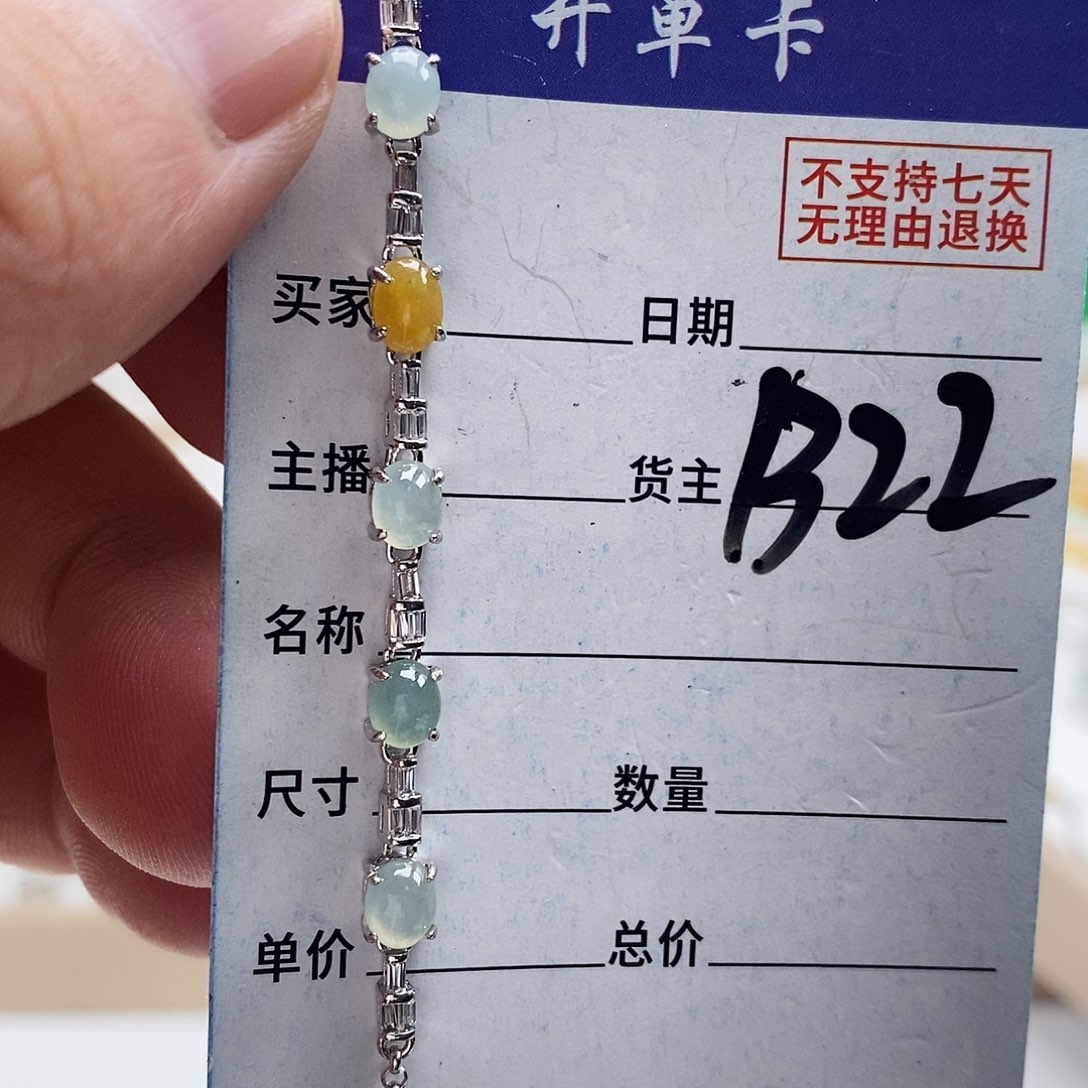 开单卡
不支持七天
无理由退换
买家 日期
主播 货主 B22
名称
尺寸 数量
单价 总价